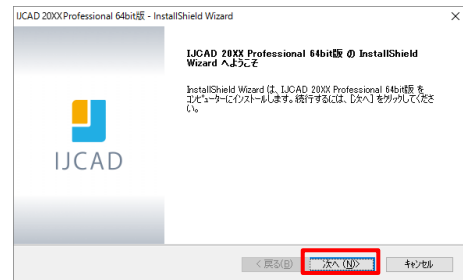 IJCAD 20XX Professional 64bit版 - InstallShield Wizard
IJCAD 20XX Professional 64bit版 の InstallShield
Wizard へようこそ
InstallShield Wizard は、IJCAD 20XX Professional 64bit版 を
コンピューターにインストールします。続行するには、[次へ] をクリックしてくださ
い。
IJCAD
< 戻る(B)
次へ (N)>
キャンセル